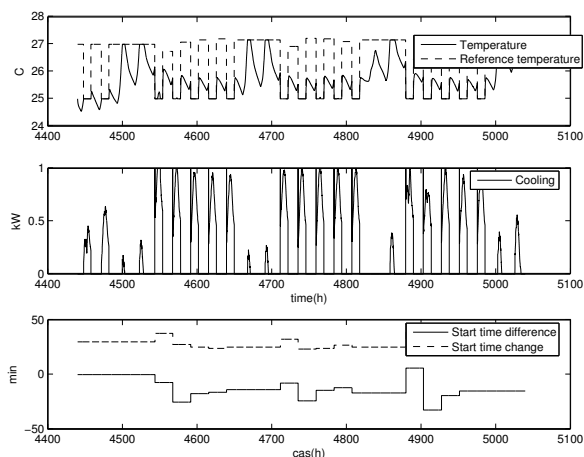 28
27
26
25
24
C
Temperature
Reference temperature
4400 4500 4600 4700 4800 4900 5000 5100
1
0.5
0
kW
Cooling
4400 4500 4600 4700 4800 4900 5000 5100
time(h)
50
0
−50
min
Start time difference
Start time change
4400 4500 4600 4700 4800 4900 5000 5100
cas(h)